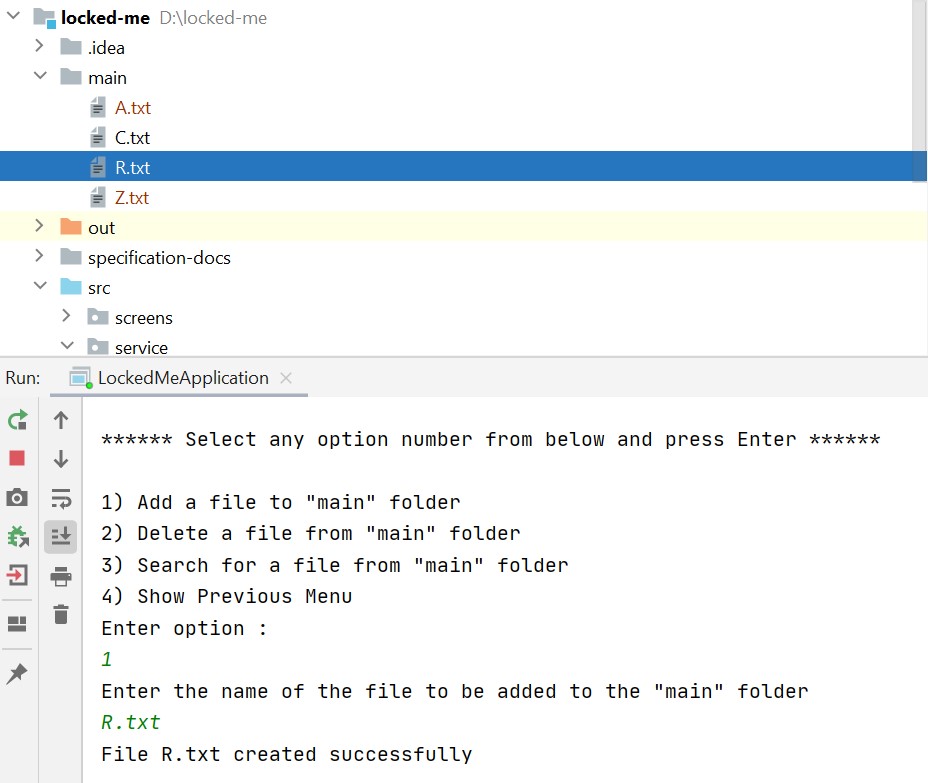 locked-me D:\locked-me
.idea
main
A.txt
C.txt
R.txt
Z.txt
out
specification-docs
src
screens
service
Run: LockedMeApplication
****** Select any option number from below and press Enter ******
1) Add a file to "main" folder
2) Delete a file from "main" folder
3) Search for a file from "main" folder
4) Show Previous Menu
Enter option :
1
Enter the name of the file to be added to the "main" folder
R.txt
File R.txt created successfully